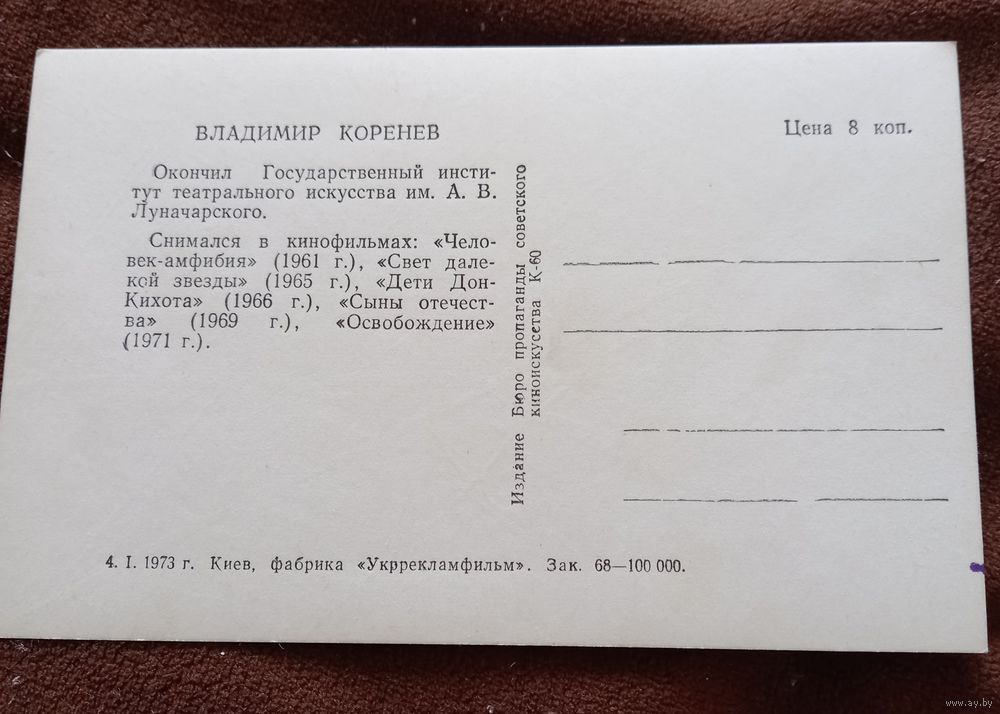 ВЛАДИМИР КОРЕНЕВ
Окончил Государственный инсти-
тут театрального искусства им. А. В.
Луначарского.
Снимался в кинофильмах: «Чело-
век-амфибия» (1961 г.), «Свет дале-
кой звезды» (1965 г.), «Дети Дон-
Кихота» (1966 г.), «Сыны отечест-
ва» (1969 г.), «Освобождение»
(1971 г.).
Издание Бюро пропаганды советского
киноискусства К-60
Цена 8 коп.
4. I. 1973 г. Киев, фабрика «Укррекламфильм». Зак. 68—100 000.
www.ay.by